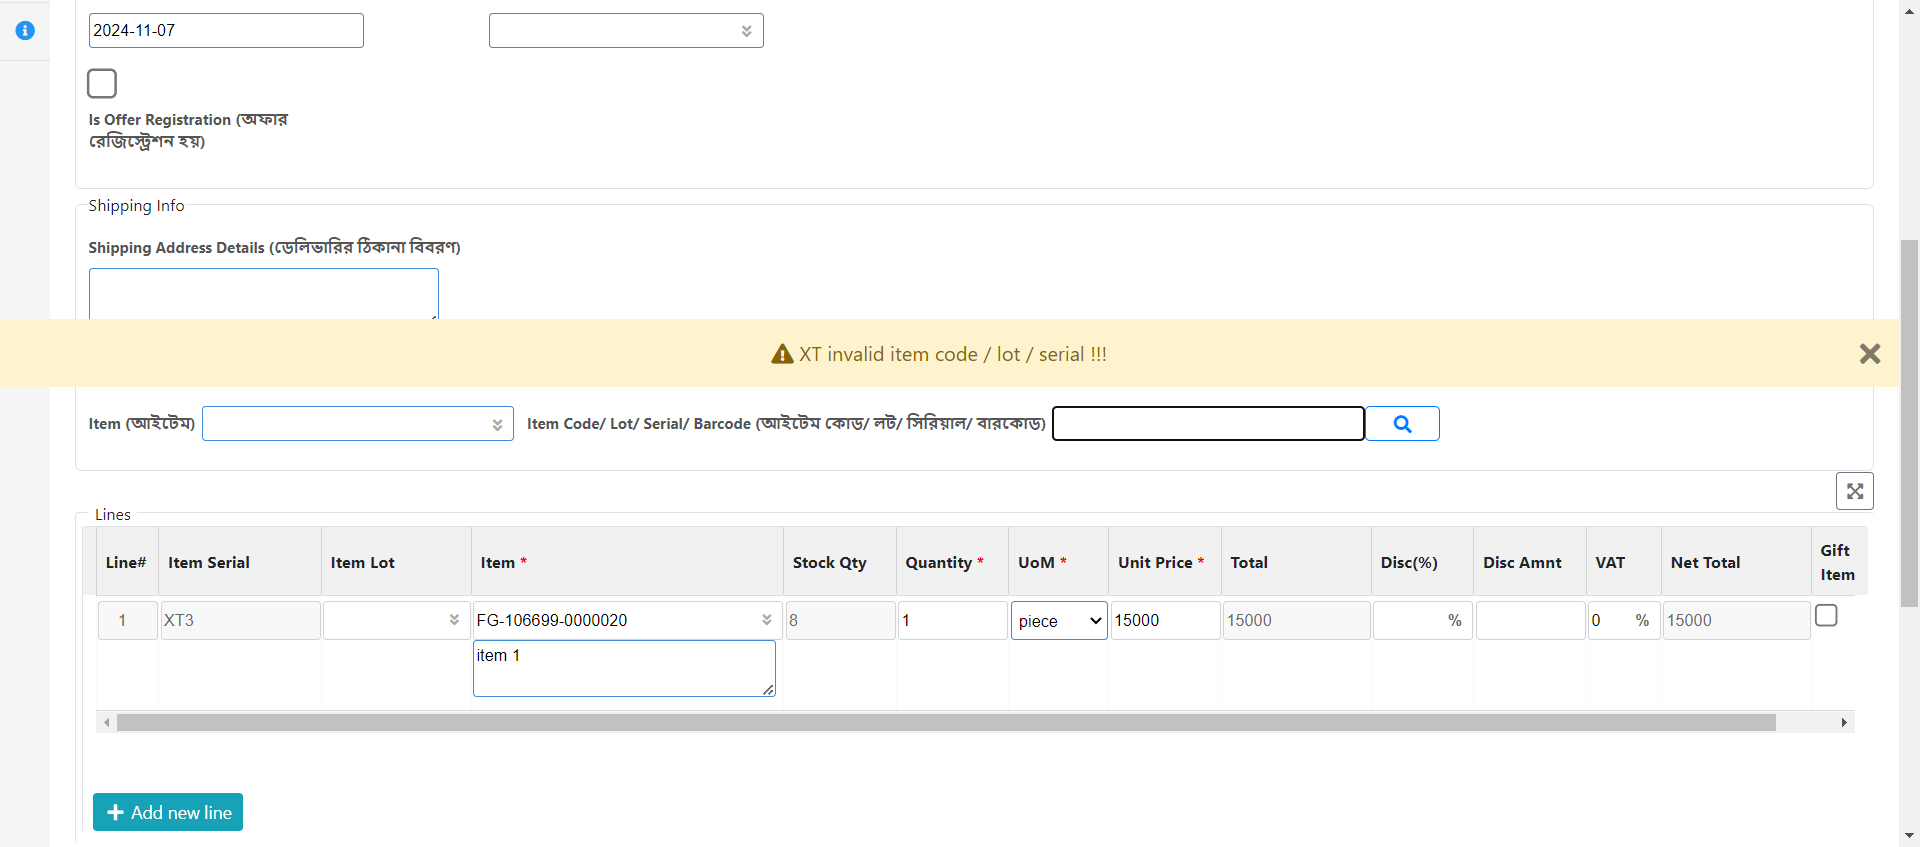 2024-11-07
Is Offer Registration (অফার
রেজিস্ট্রেশন হয়)
Shipping Info
Shipping Address Details (ডেলিভারির ঠিকানা বিবরণ)
XT invalid item code / lot / serial !!!
Item (আইটেম)
Item Code/ Lot/ Serial/ Barcode (আইটেম কোড/ লট/ সিরিয়াল/ বারকোড)
Lines
Line# Item Serial Item Lot Item * Stock Qty Quantity * UoM * Unit Price * Total Disc(%) Disc Amnt VAT Net Total Gift Item
1 XT3 FG-106699-0000020 8 1 piece 15000 15000 % 0 % 15000
item 1
Add new line